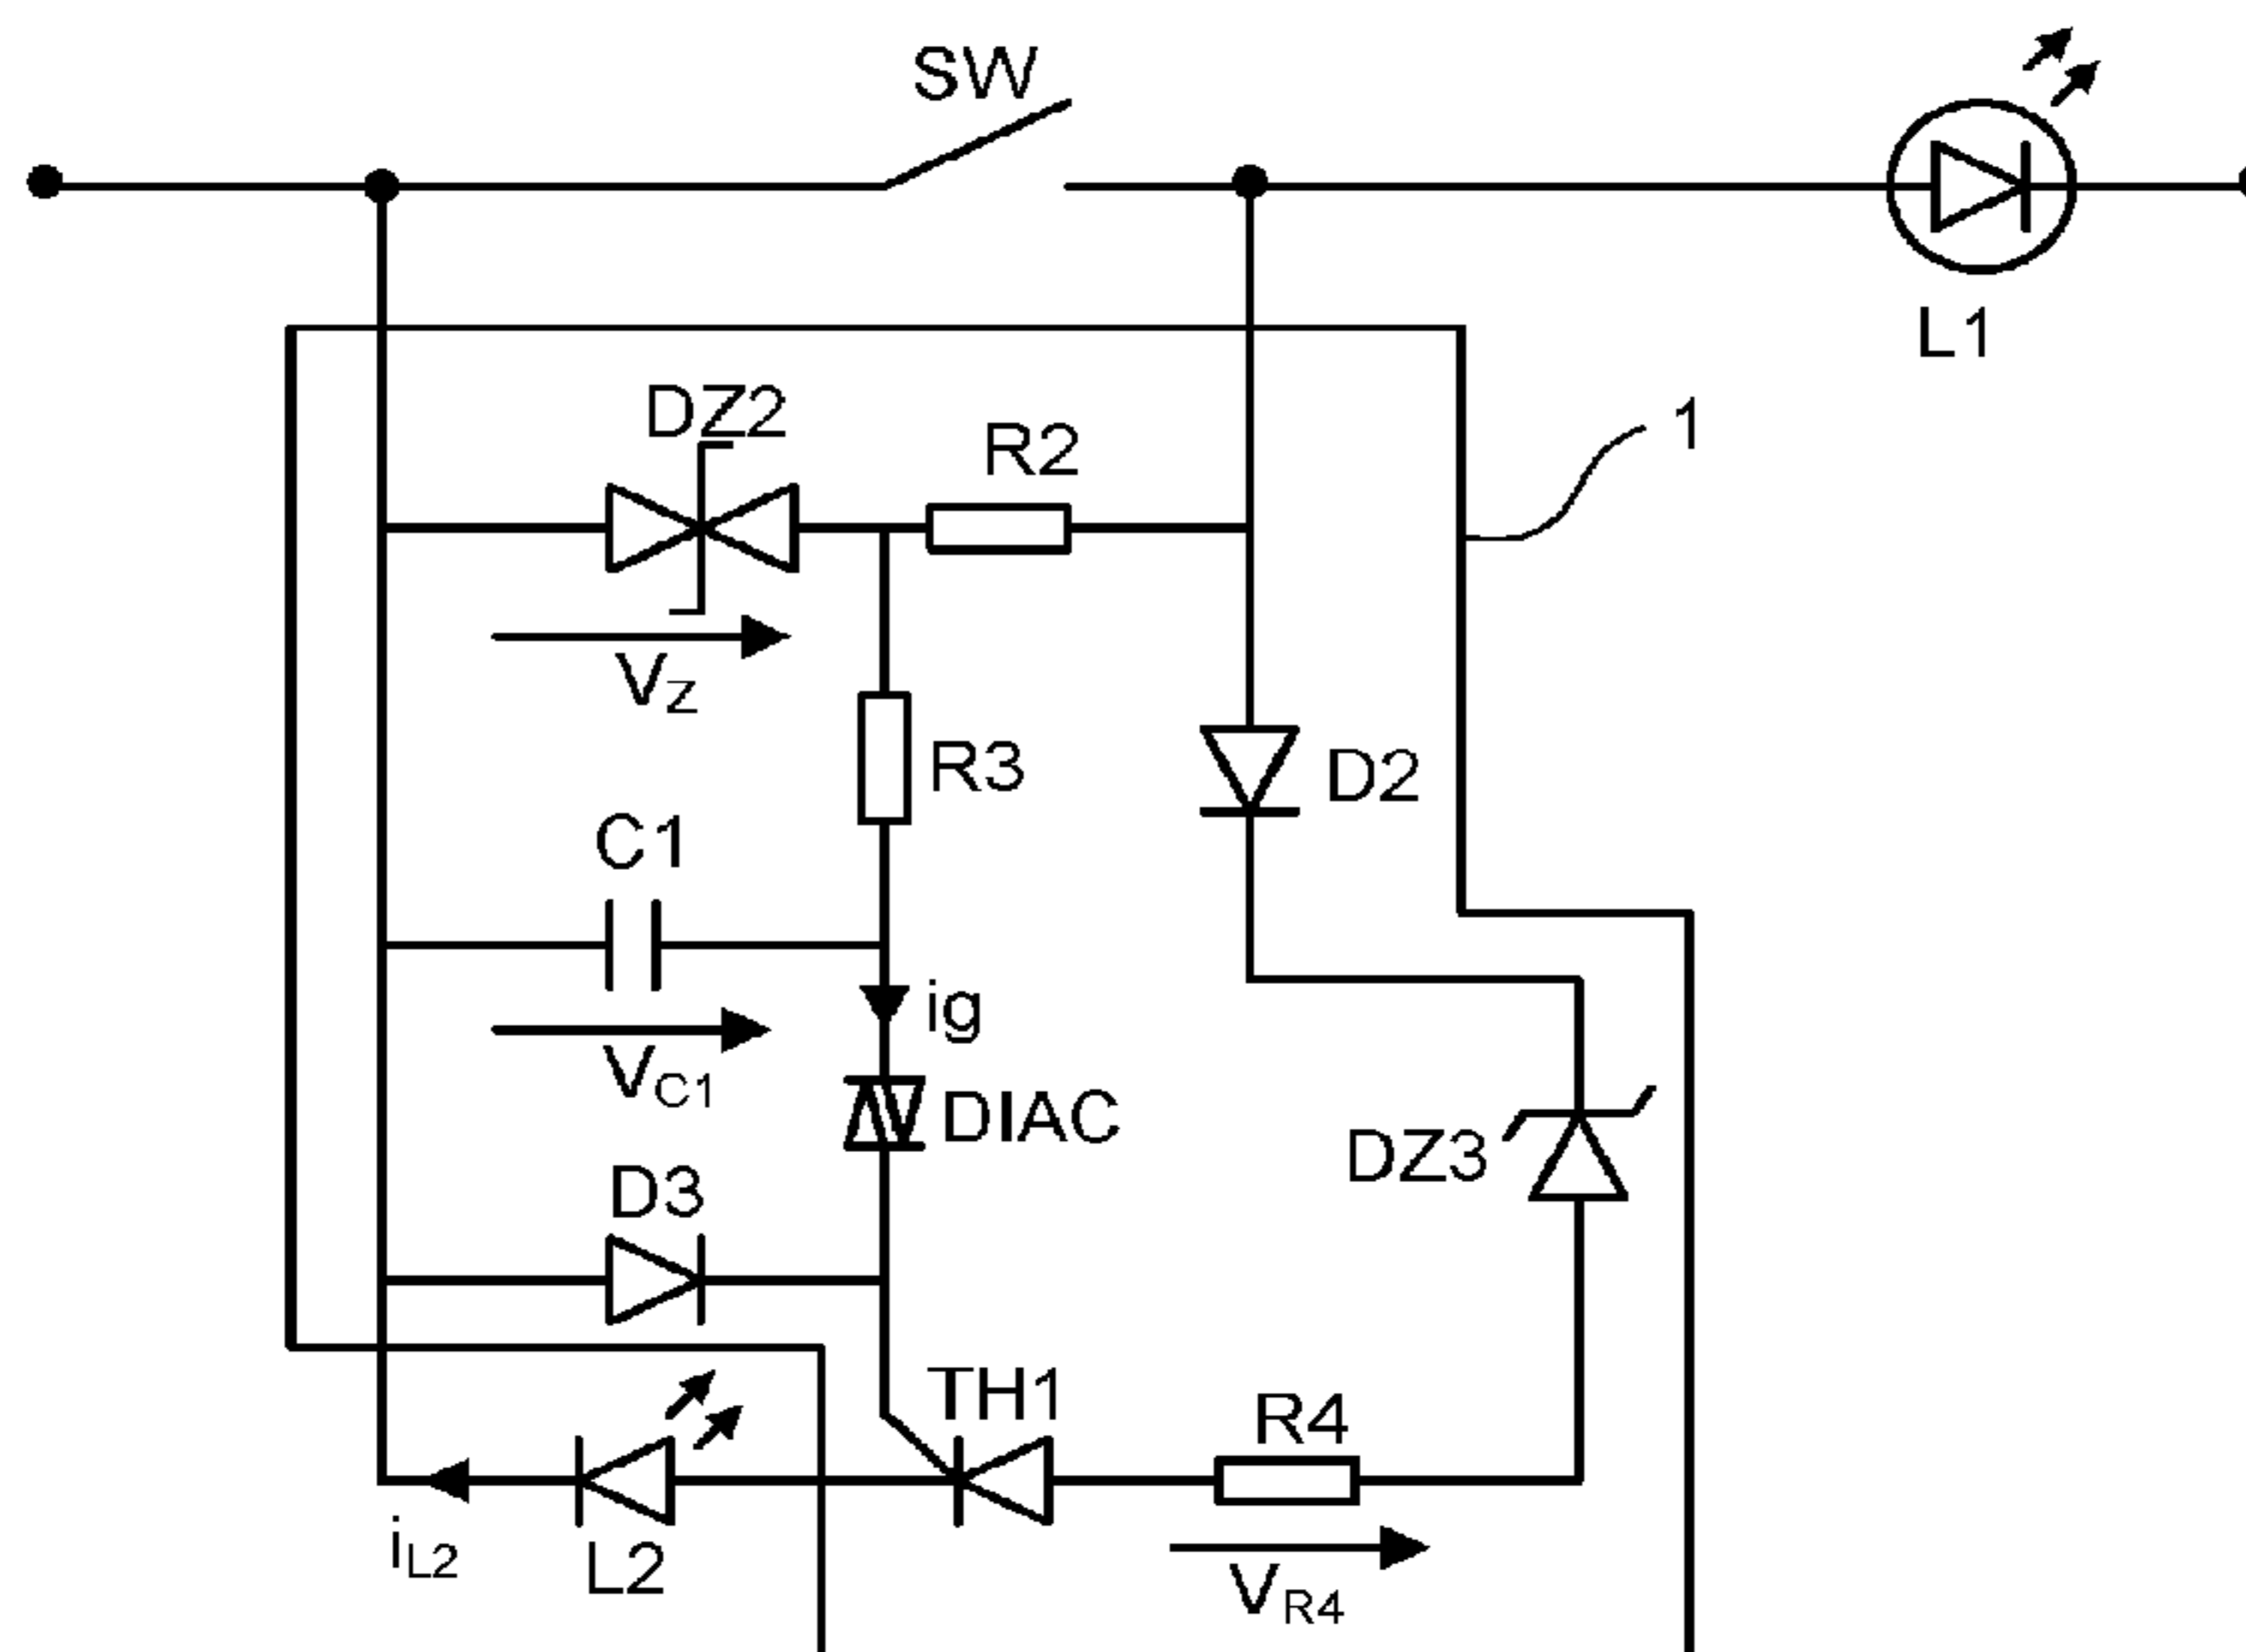 SW
L1
DZ2
R2
1
VZ
R3
D2
C1
ig
VC1
DIAC
DZ3
D3
TH1
R4
iL2
L2
VR4